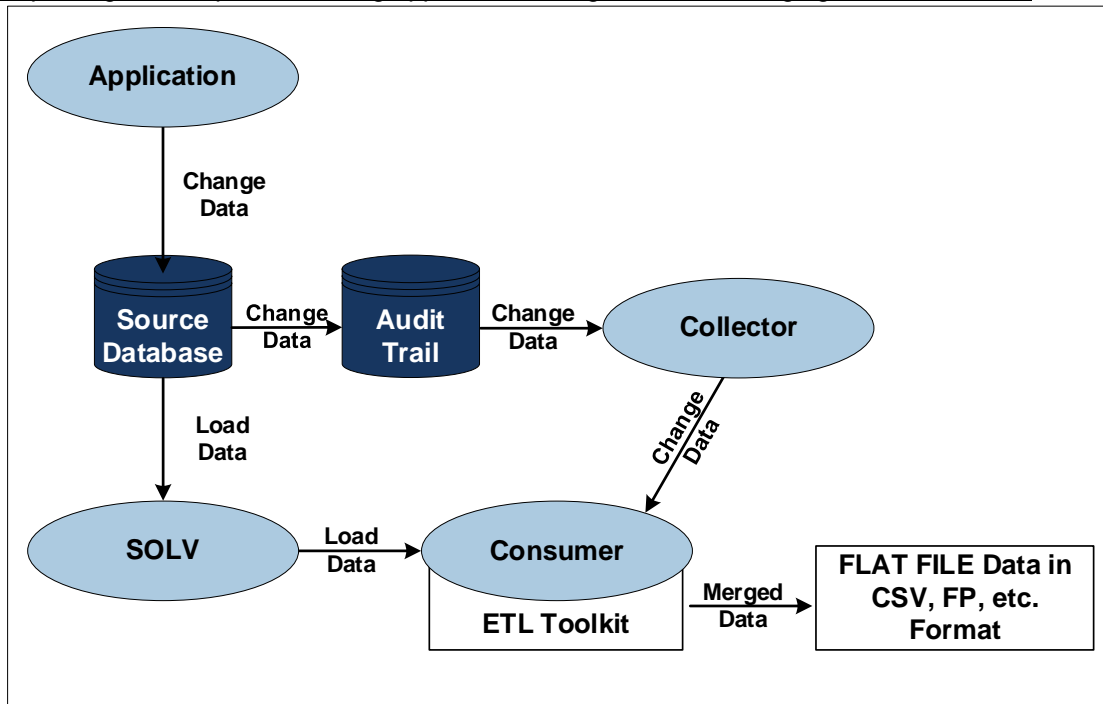 Application
Change
Data
Source
Database
Change
Data
Audit
Trail
Change
Data
Collector
Load
Data
Change
Data
SOLV
Load
Data
Consumer
ETL Toolkit
Merged
Data
FLAT FILE Data in
CSV, FP, etc.
Format